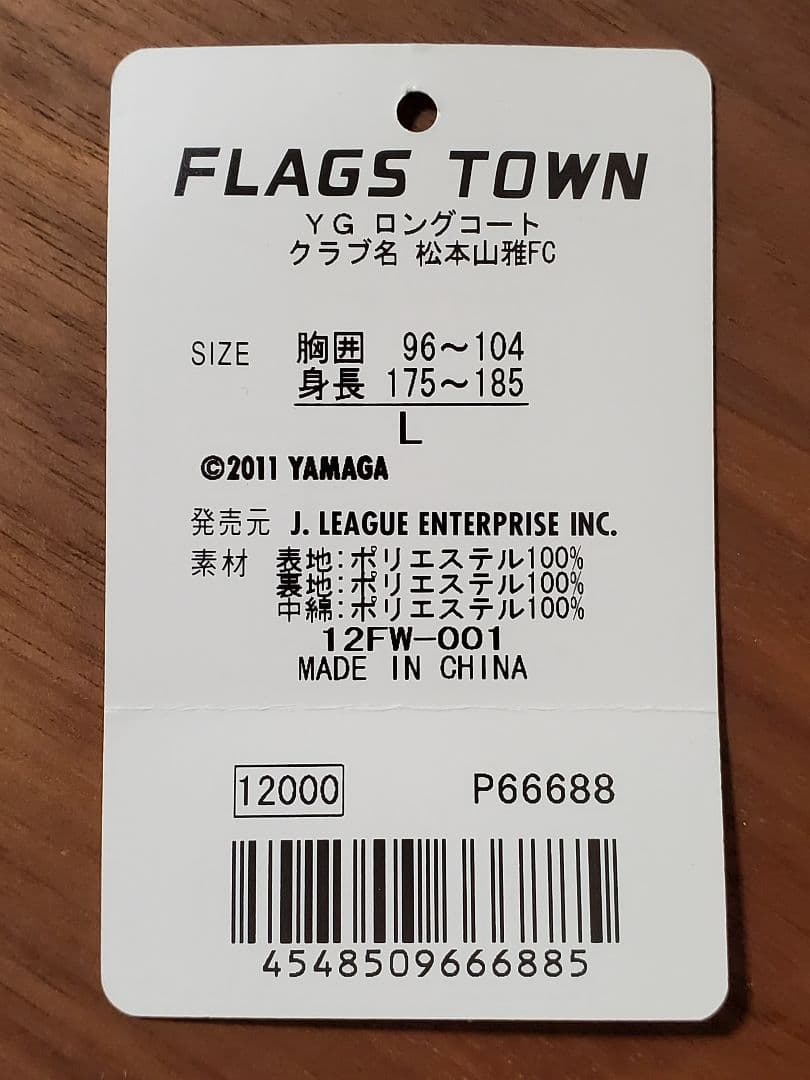 FLAGS TOWN
YG ロングコート
クラブ名 松本山雅FC
SIZE 胸囲 96～104
身長 175～185
L
©2011 YAMAGA
発売元 J. LEAGUE ENTERPRISE INC.
素材 表地:ポリエステル100%
裏地:ポリエステル100%
中綿:ポリエステル100%
12FW-001
MADE IN CHINA
12000 P66688
4548509666885